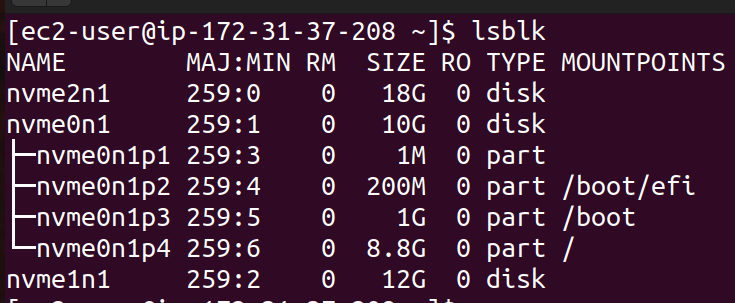 [ec2-user@ip-172-31-37-208 ~]$ lsblk
NAME        MAJ:MIN RM  SIZE RO TYPE MOUNTPOINTS
nvme2n1     259:0    0   18G  0 disk
nvme0n1     259:1    0   10G  0 disk
├─nvme0n1p1 259:3    0    1M  0 part
├─nvme0n1p2 259:4    0  200M  0 part /boot/efi
├─nvme0n1p3 259:5    0    1G  0 part /boot
└─nvme0n1p4 259:6    0  8.8G  0 part /
nvme1n1     259:2    0   12G  0 disk